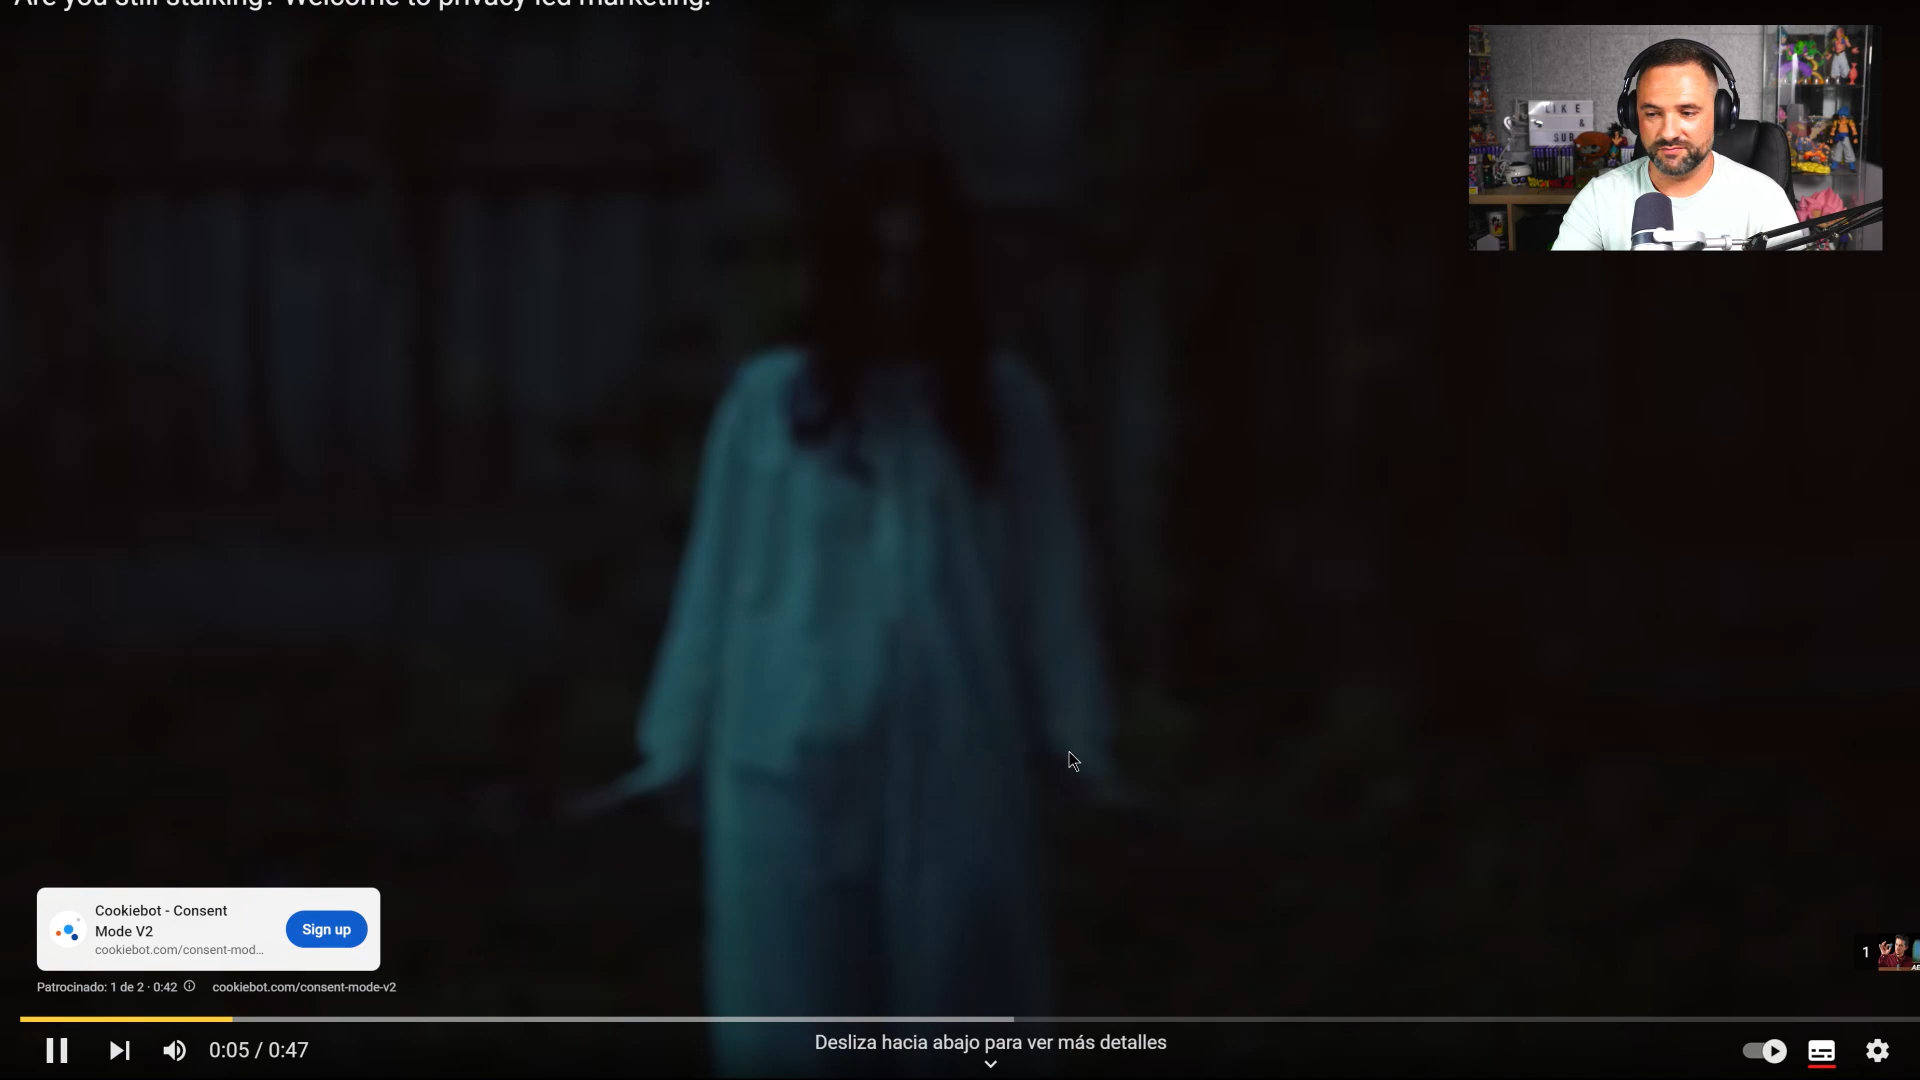 Are you still stalking? Welcome to privacy-led marketing.
LIKE
&
SUB
Cookiebot - Consent
Mode V2
cookiebot.com/consent-mod...
Sign up
1
Patrocinado: 1 de 2 · 0:42
cookiebot.com/consent-mode-v2
0:05 / 0:47
Desliza hacia abajo para ver más detalles